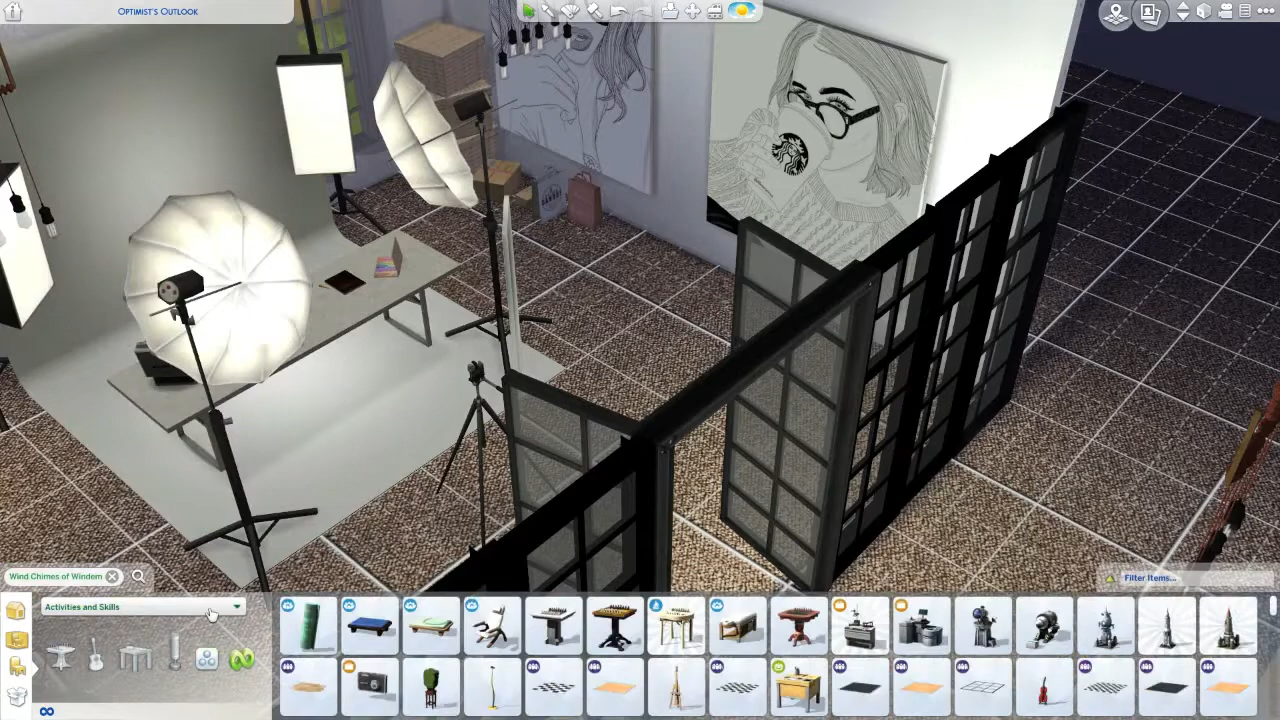 OPTIMIST'S OUTLOOK
Wind Chimes of Windem
Filter Items...
Activities and Skills